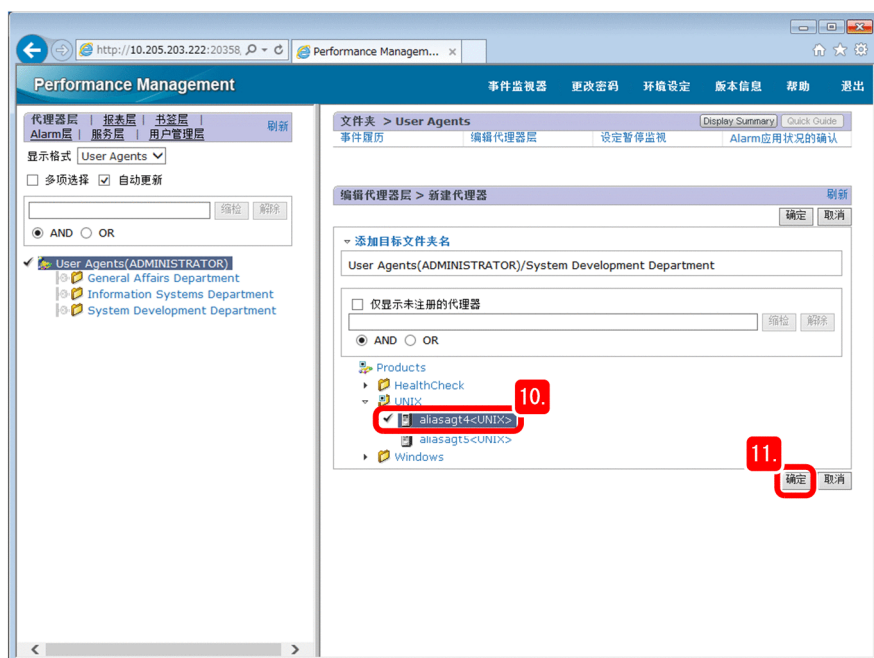 http://10.205.203.222:20358, Performance Managem... ×
Performance Management 事件监视器 更改密码 环境设定 版本信息 帮助 退出
代理器层 | 报表层 | 书签层 |
Alarm层 | 服务层 | 用户管理层 刷新
显示格式 User Agents
多项选择 自动更新
缩检 解除
AND OR
User Agents(ADMINISTRATOR)
General Affairs Department
Information Systems Department
System Development Department
文件夹 > User Agents Display Summary Quick Guide
事件履历 编辑代理器层 设定暂停监视 Alarm应用状况的确认
编辑代理器层 > 新建代理器 刷新
确定 取消
添加目标文件夹名
User Agents(ADMINISTRATOR)/System Development Department
仅显示未注册的代理器
缩检 解除
AND OR
Products
HealthCheck
UNIX
10.
aliasagt4<UNIX>
aliasagt5<UNIX>
Windows
11.
确定 取消